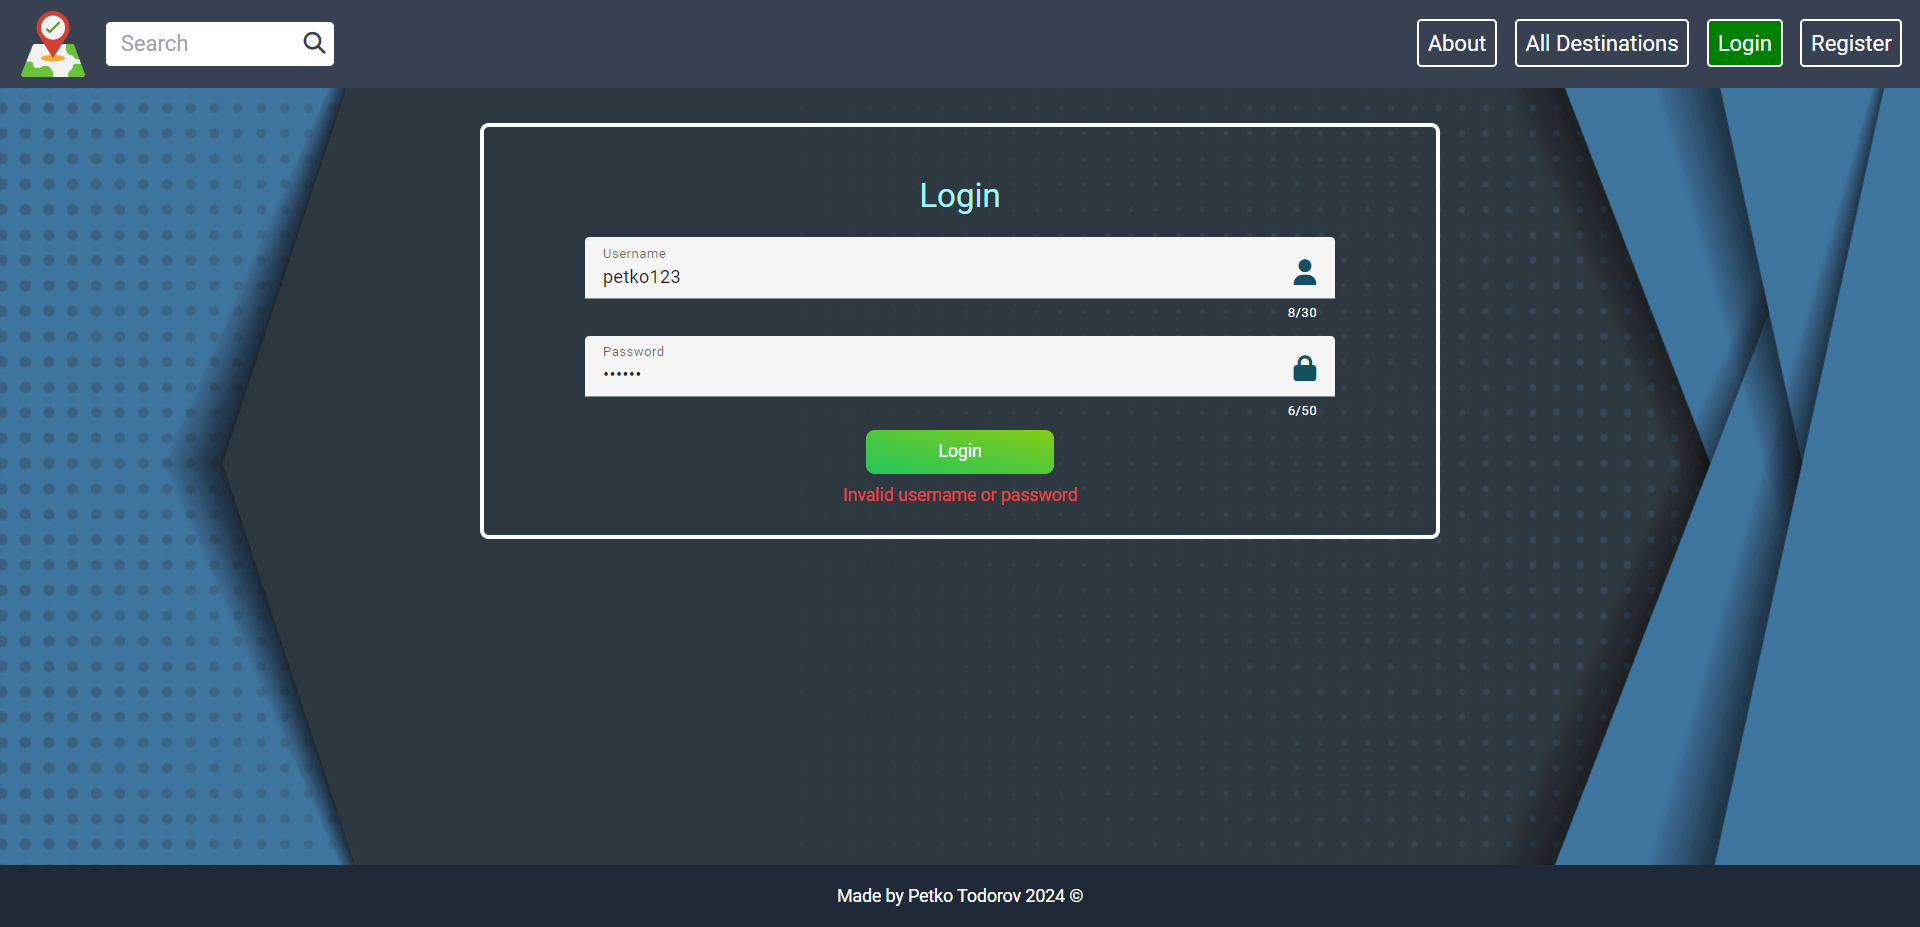 Search
About
All Destinations
Login
Register
Login
Username
petko123
8/30
Password
••••••
6/50
Login
Invalid username or password
Made by Petko Todorov 2024 ©